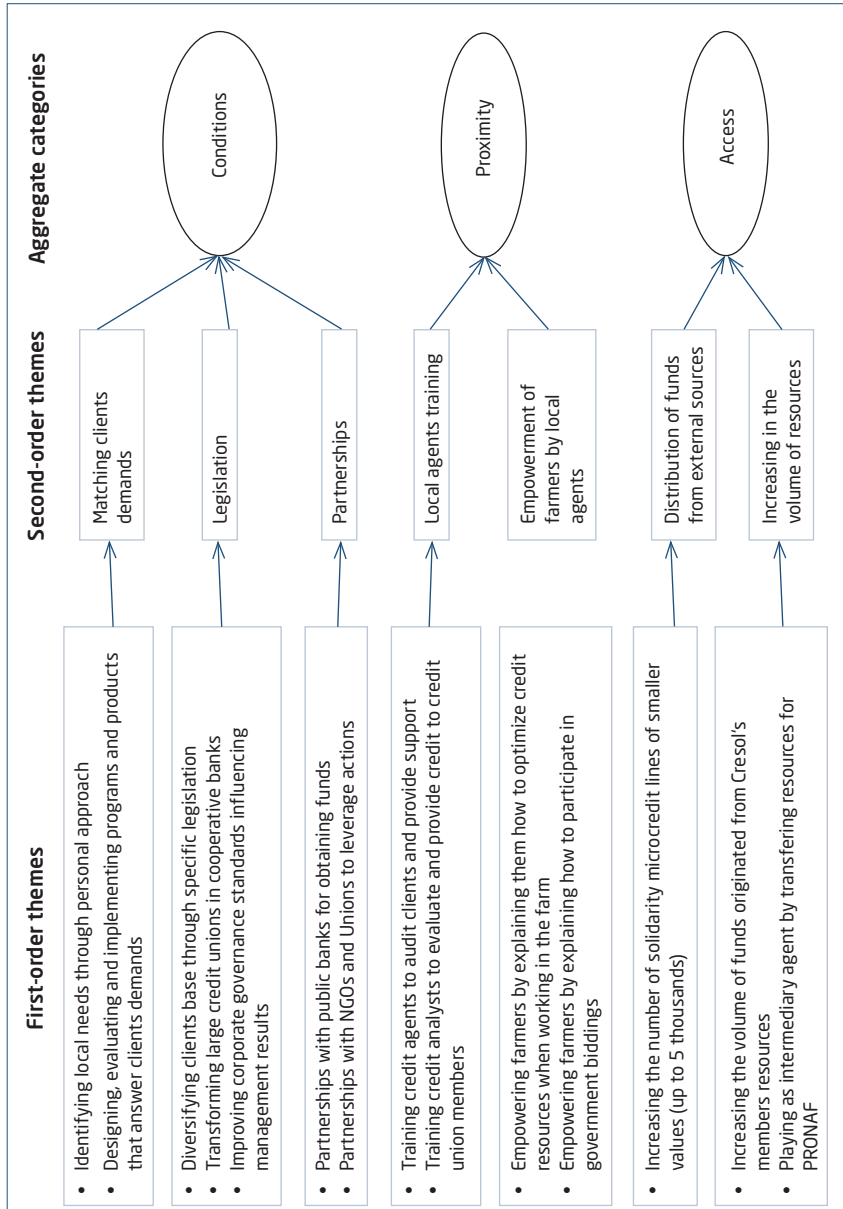 First-order themes
Second-order themes
Aggregate categories
• Identifying local needs through personal approach
• Designing, evaluating and implementing programs and products
that answer clients demands
Matching clients
demands
• Diversifying clients base through specific legislation
• Transforming large credit unions in cooperative banks
• Improving corporate governance standards influencing
management results
Legislation
Conditions
• Partnerships with public banks for obtaining funds
• Partnerships with NGOs and Unions to leverage actions
Partnerships
• Training credit agents to audit clients and provide support
• Training credit analysts to evaluate and provide credit to credit
union members
Local agents training
Proximity
• Empowering farmers by explaining them how to optimize credit
resources when working in the farm
• Empowering farmers by explaining how to participate in
government biddings
Empowerment of
farmers by local
agents
• Increasing the number of solidarity microcredit lines of smaller
values (up to 5 thousands)
Distribution of funds
from external sources
Access
• Increasing the volume of funds originated from Cresol's
members resources
• Playing as intermediary agent by transfering resources for
PRONAF
Increasing in the
volume of resources